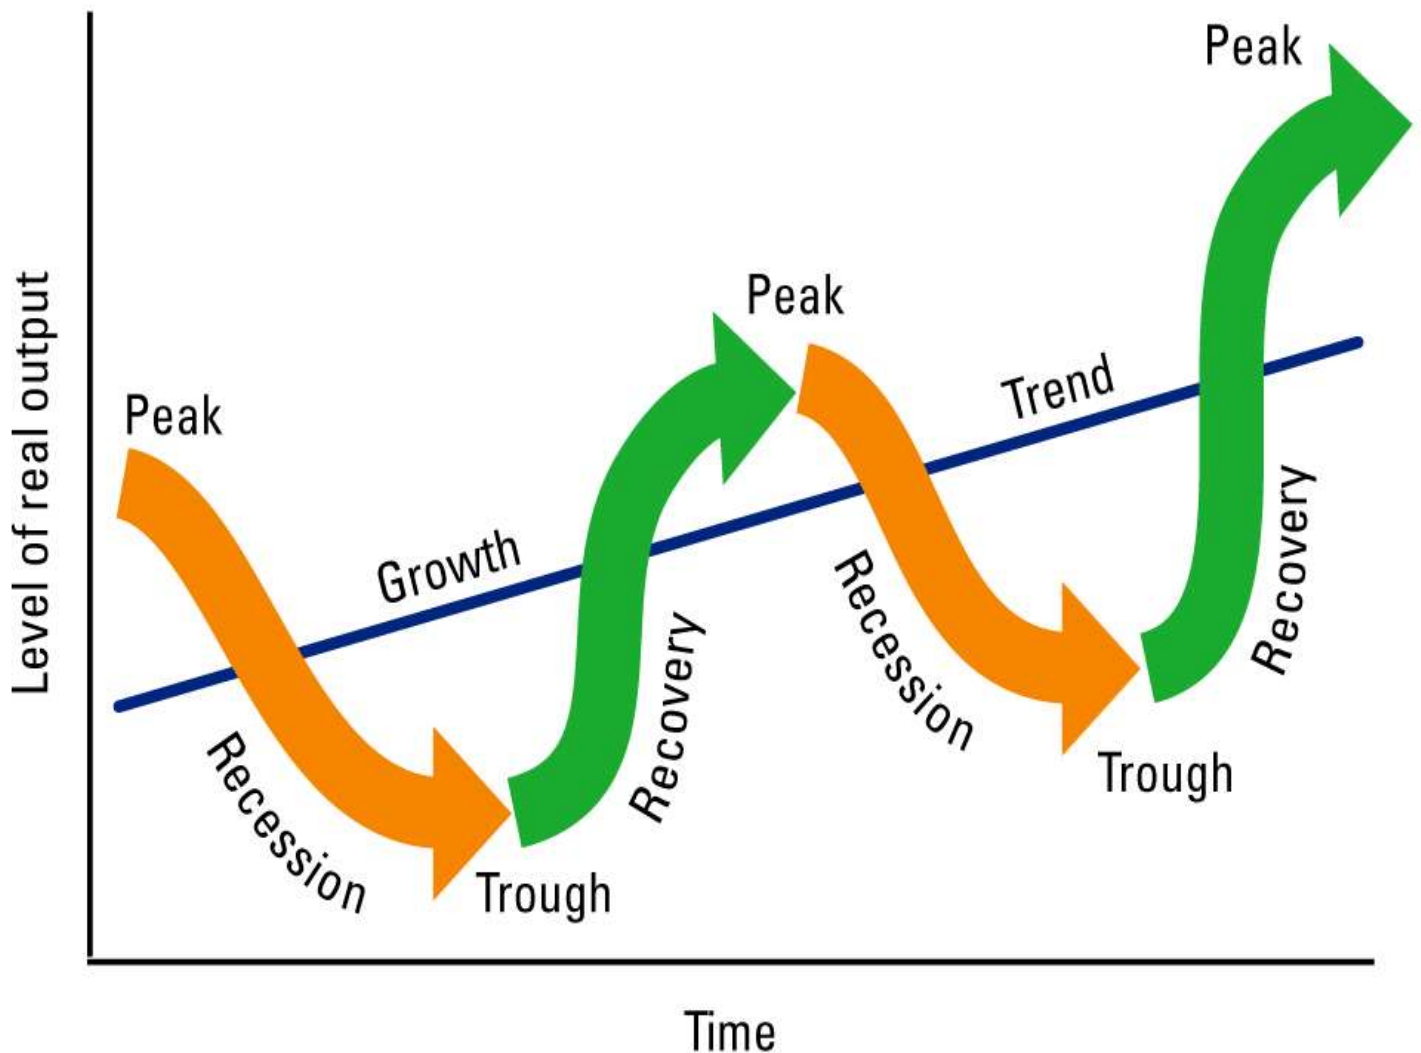 Level of real output
Peak
Recession
Trough
Growth
Recovery
Peak
Recession
Trough
Trend
Recovery
Peak
Time